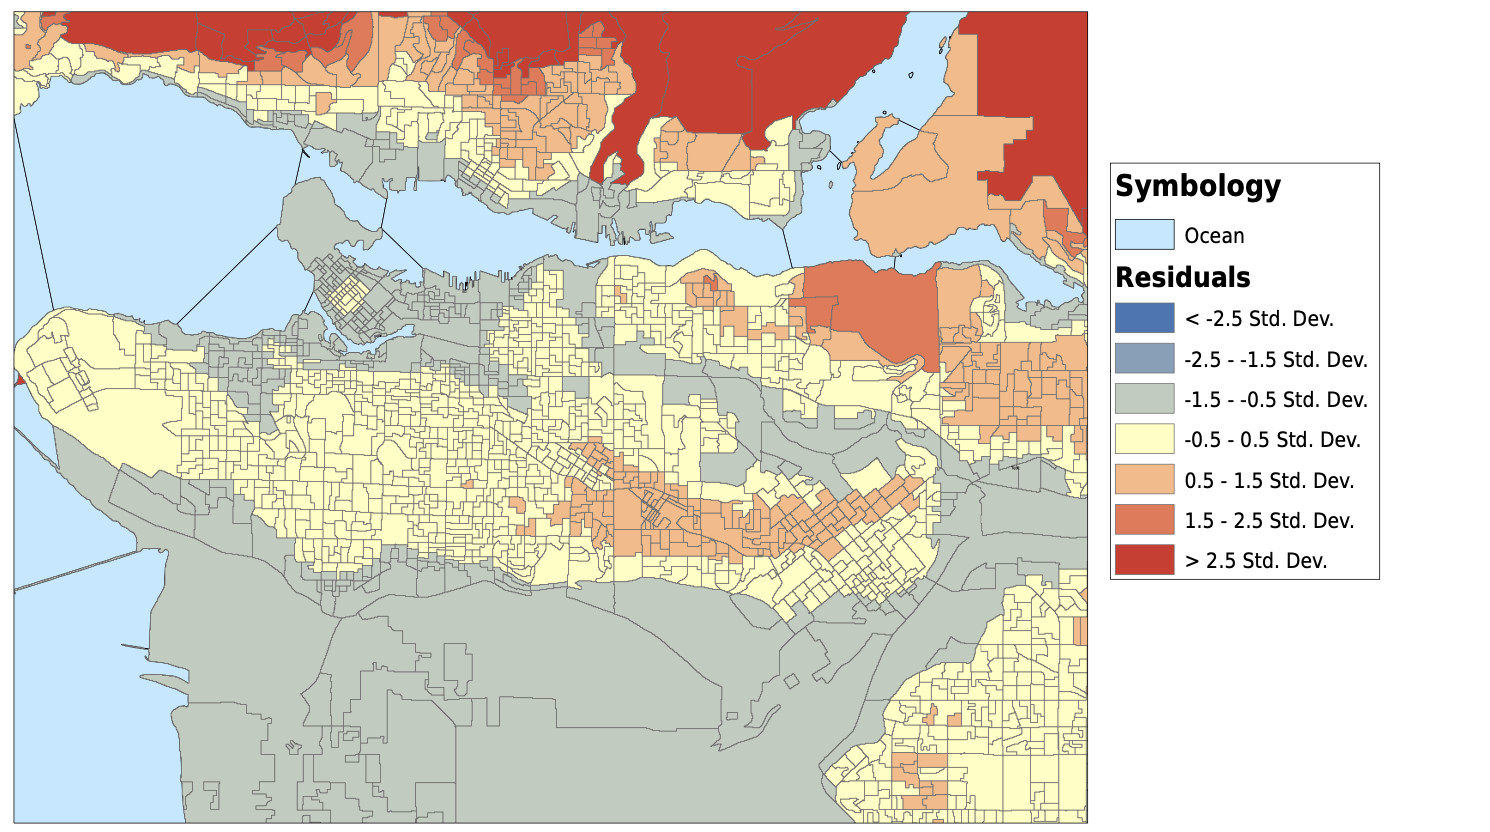 Symbology
Ocean
Residuals
< -2.5 Std. Dev.
-2.5 - -1.5 Std. Dev.
-1.5 - -0.5 Std. Dev.
-0.5 - 0.5 Std. Dev.
0.5 - 1.5 Std. Dev.
1.5 - 2.5 Std. Dev.
> 2.5 Std. Dev.